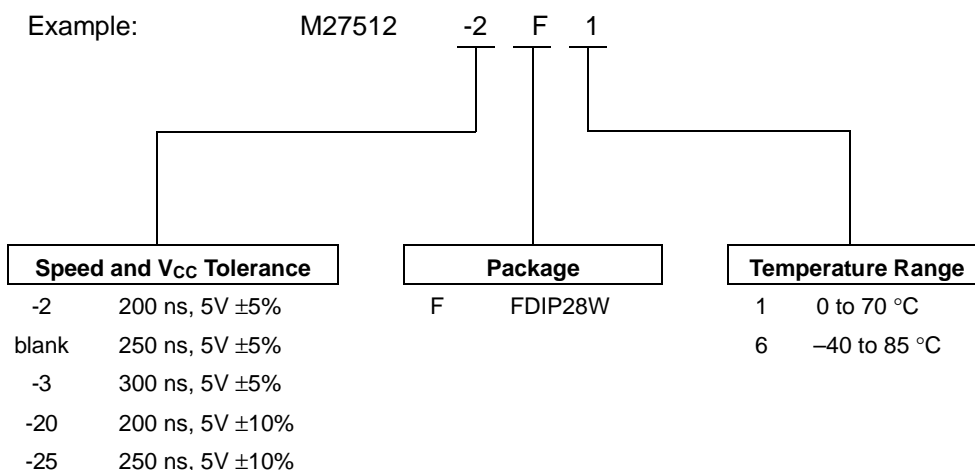 Example: M27512 -2 F 1
Speed and VCC Tolerance
-2 200 ns, 5V ±5%
blank 250 ns, 5V ±5%
-3 300 ns, 5V ±5%
-20 200 ns, 5V ±10%
-25 250 ns, 5V ±10%
Package
F FDIP28W
Temperature Range
1 0 to 70 °C
6 –40 to 85 °C